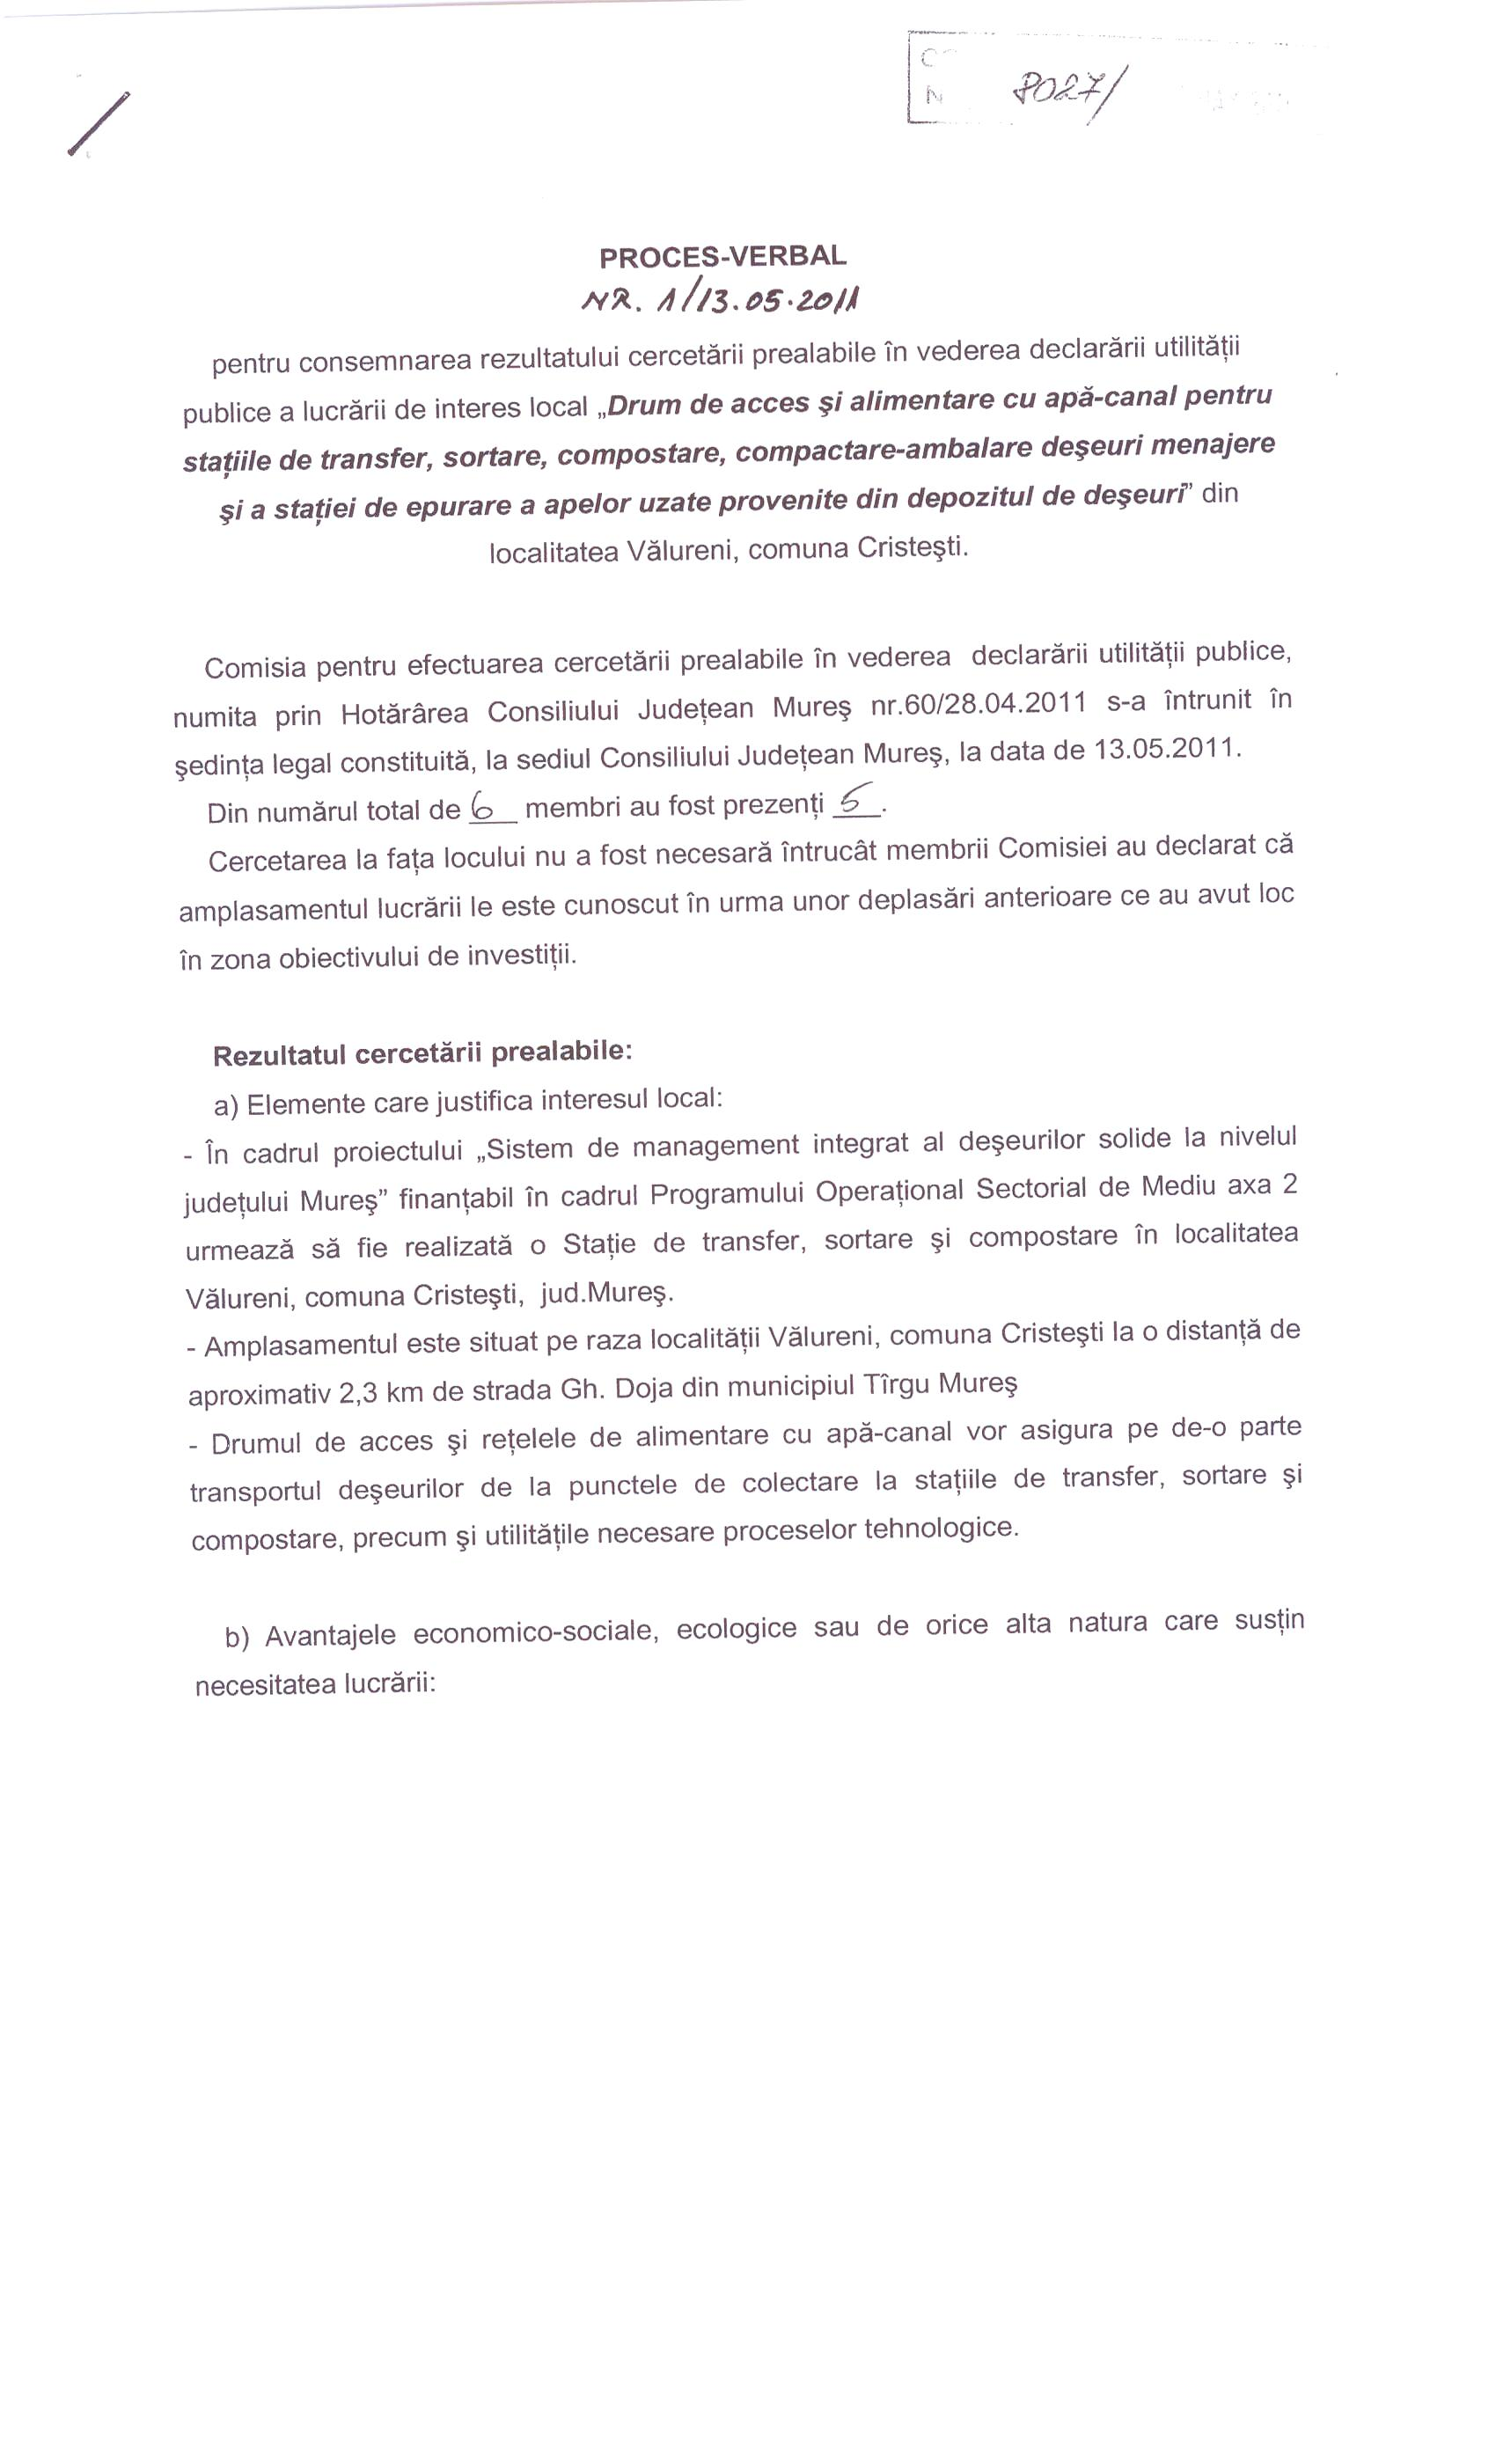 8027/
PROCES-VERBAL
NR. 1/13.05.2011
pentru consemnarea rezultatului cercetării prealabile în vederea declarării utilității
publice a lucrării de interes local „Drum de acces şi alimentare cu apă-canal pentru
stațiile de transfer, sortare, compostare, compactare-ambalare deşeuri menajere
şi a stației de epurare a apelor uzate provenite din depozitul de deşeuri” din
localitatea Vălureni, comuna Cristeşti.
Comisia pentru efectuarea cercetării prealabile în vederea declarării utilității publice,
numita prin Hotărârea Consiliului Județean Mureş nr.60/28.04.2011 s-a întrunit în
şedința legal constituită, la sediul Consiliului Județean Mureş, la data de 13.05.2011.
Din numărul total de 6 membri au fost prezenți 5.
Cercetarea la fața locului nu a fost necesară întrucât membrii Comisiei au declarat că
amplasamentul lucrării le este cunoscut în urma unor deplasări anterioare ce au avut loc
în zona obiectivului de investiții.
Rezultatul cercetării prealabile:
a) Elemente care justifica interesul local:
- În cadrul proiectului „Sistem de management integrat al deşeurilor solide la nivelul
județului Mureş” finanțabil în cadrul Programului Operațional Sectorial de Mediu axa 2
urmează să fie realizată o Stație de transfer, sortare şi compostare în localitatea
Vălureni, comuna Cristeşti, jud.Mureş.
- Amplasamentul este situat pe raza localității Vălureni, comuna Cristeşti la o distanță de
aproximativ 2,3 km de strada Gh. Doja din municipiul Tîrgu Mureş
- Drumul de acces şi rețelele de alimentare cu apă-canal vor asigura pe de-o parte
transportul deşeurilor de la punctele de colectare la stațiile de transfer, sortare şi
compostare, precum şi utilitățile necesare proceselor tehnologice.
b) Avantajele economico-sociale, ecologice sau de orice alta natura care susțin
necesitatea lucrării: